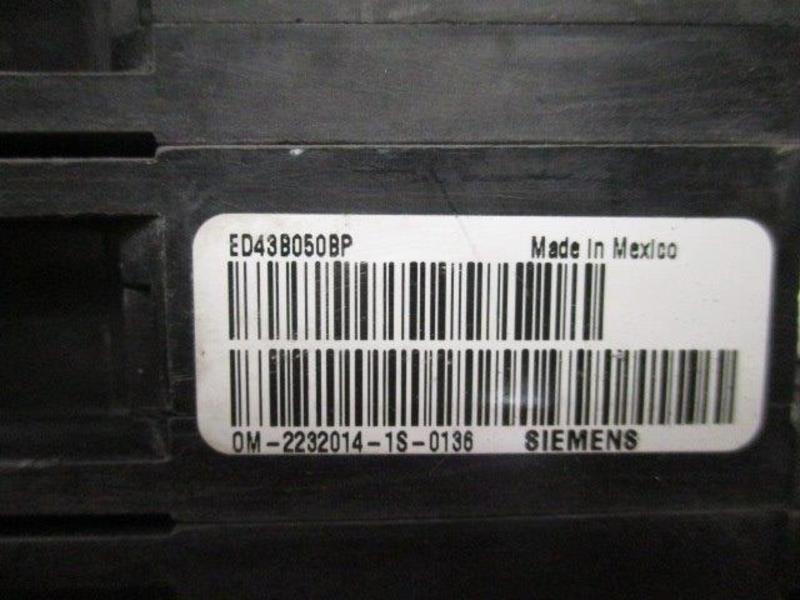 ED43B050BP Made in Mexico
0M-2232014-1S-0136 SIEMENS